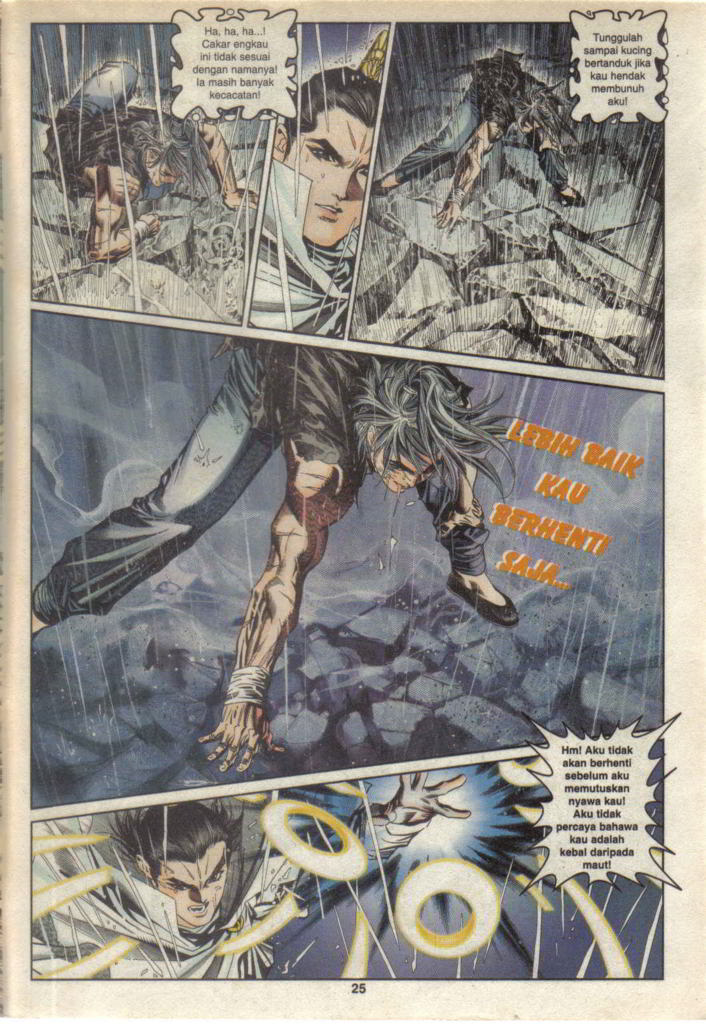 Ha, ha, ha...!
Cakar engkau
ini tidak sesuai
dengan namanya!
Ia masih banyak
kecacatan!
Tunggulah
sampai kucing
bertanduk jika
kau hendak
membunuh
aku!
LEBIH BAIK
KAU
BERHENTI
SAJA...
Hm! Aku tidak
akan berhenti
sebelum aku
memutuskan
nyawa kau!
Aku tidak
percaya bahawa
kau adalah
kebal daripada
maut!
25